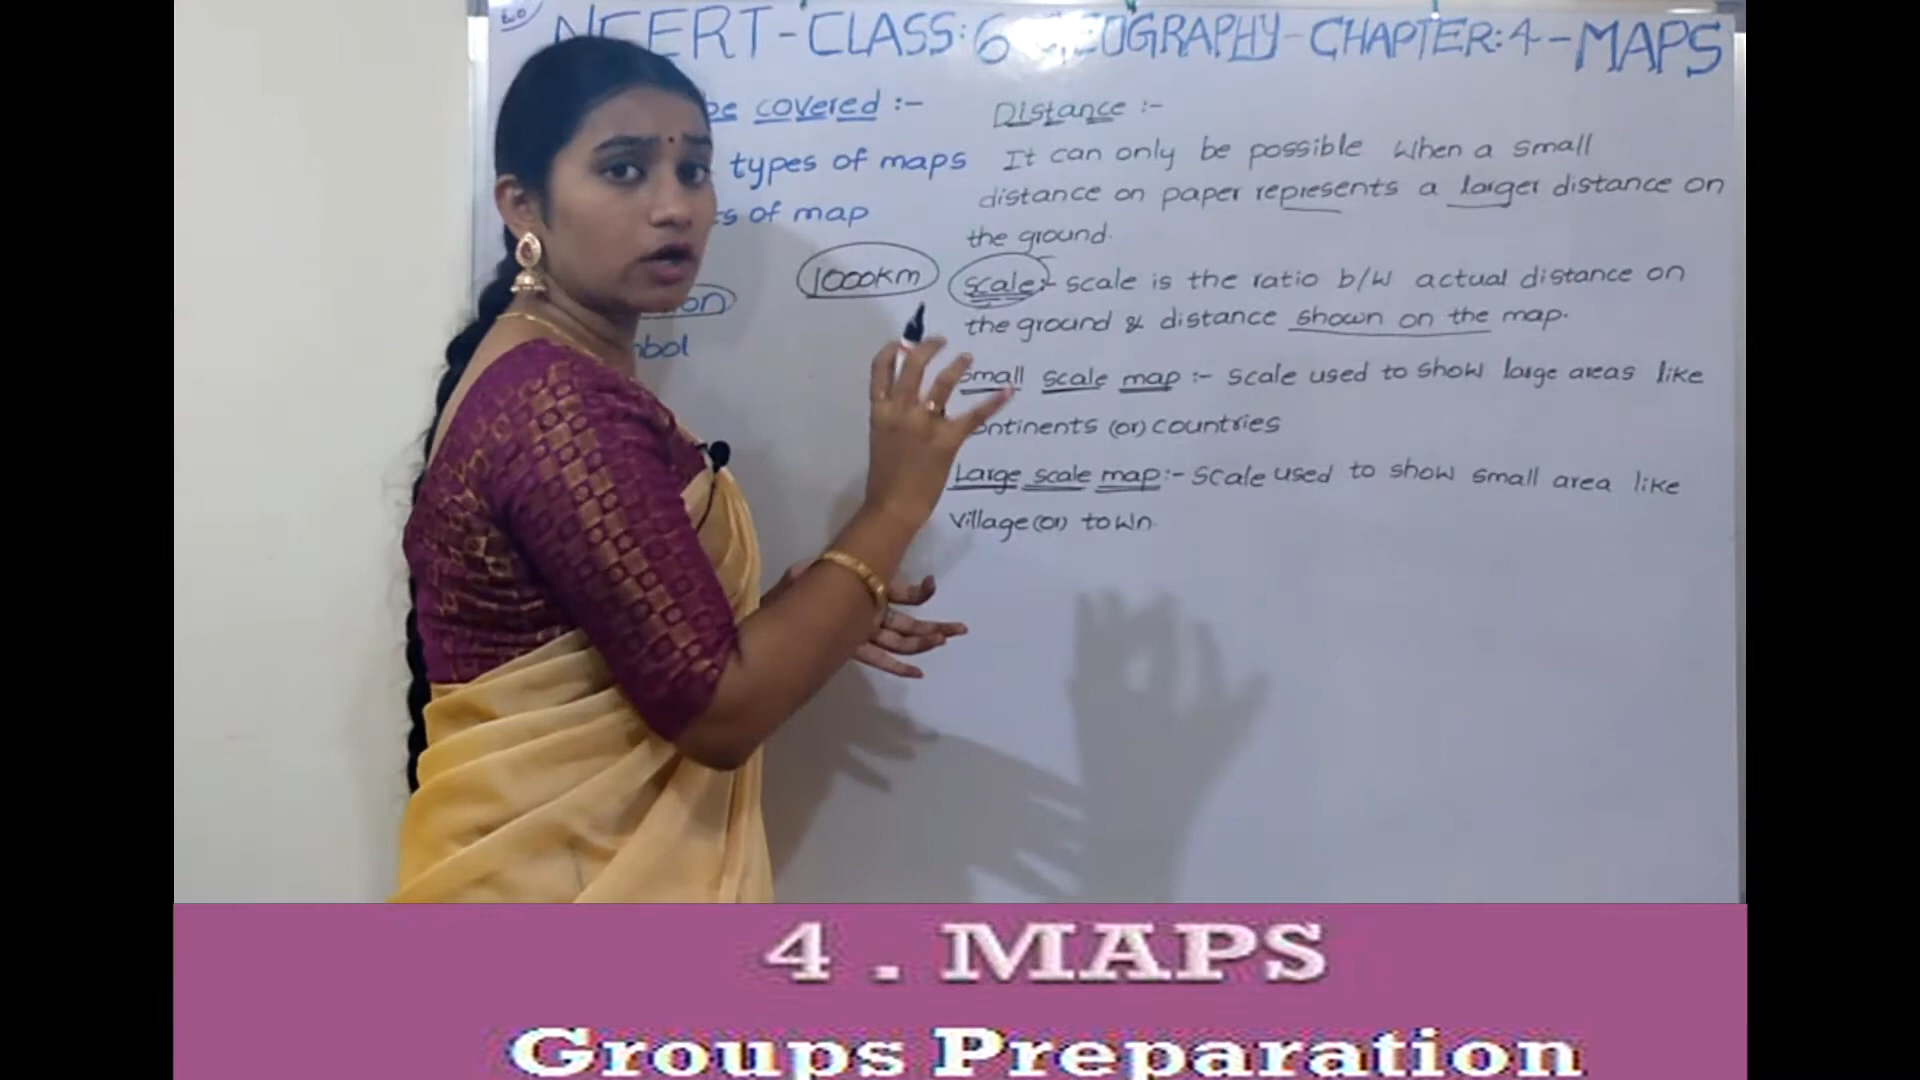 NCERT-CLASS:6 GEOGRAPHY-CHAPTER:4-MAPS
be covered :-
types of maps
of map
1000km
bol
Distance :-
It can only be possible when a small
distance on paper represents a larger distance on
the ground.
scale:- scale is the ratio b/w actual distance on
the ground & distance shown on the map.
Small scale map :- scale used to show large areas like
continents (or) countries
Large scale map :- scale used to show small area like
village (or) town
4 . MAPS
Groups Preparation